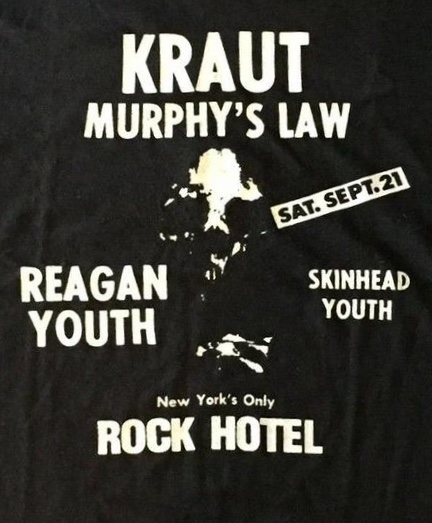 KRAUT
MURPHY'S LAW
SAT. SEPT. 21
REAGAN
YOUTH
SKINHEAD
YOUTH
New York's Only
ROCK HOTEL